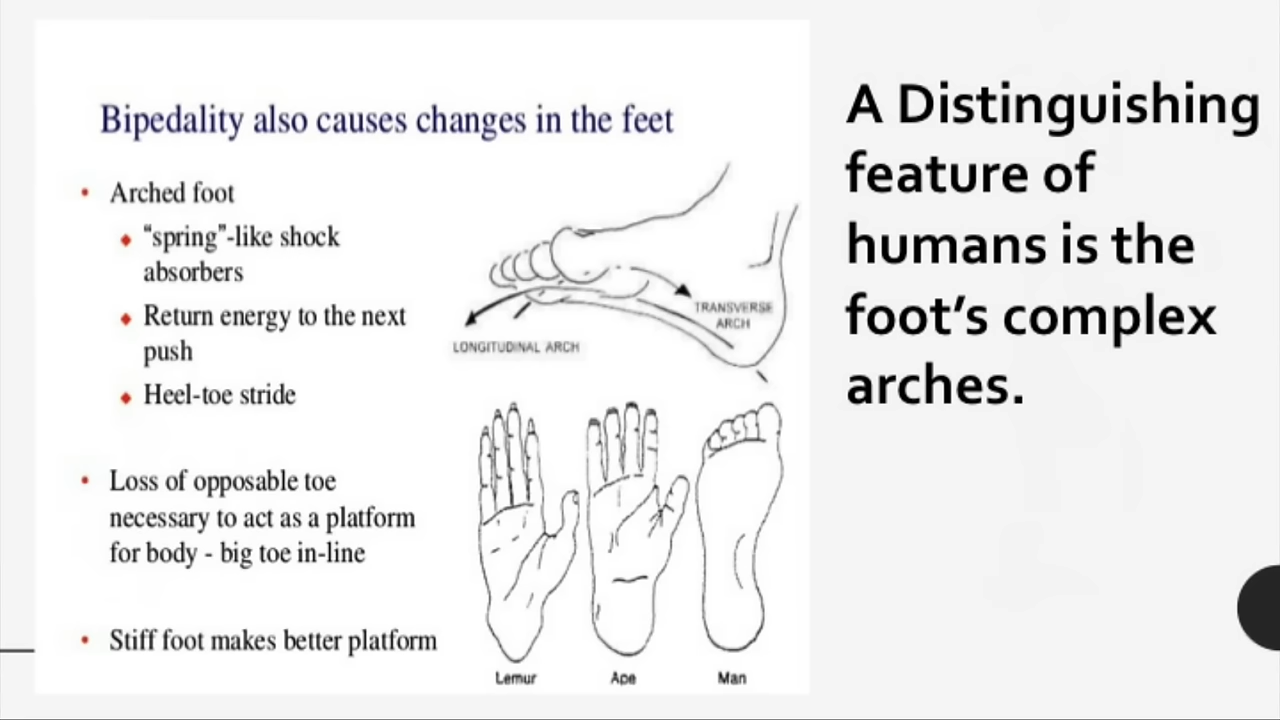 Bipedality also causes changes in the feet
• Arched foot
♦ “spring”-like shock
absorbers
♦ Return energy to the next
push
♦ Heel-toe stride
• Loss of opposable toe
necessary to act as a platform
for body - big toe in-line
• Stiff foot makes better platform
TRANSVERSE
ARCH
LONGITUDINAL ARCH
Lemur
Ape
Man
A Distinguishing
feature of
humans is the
foot’s complex
arches.